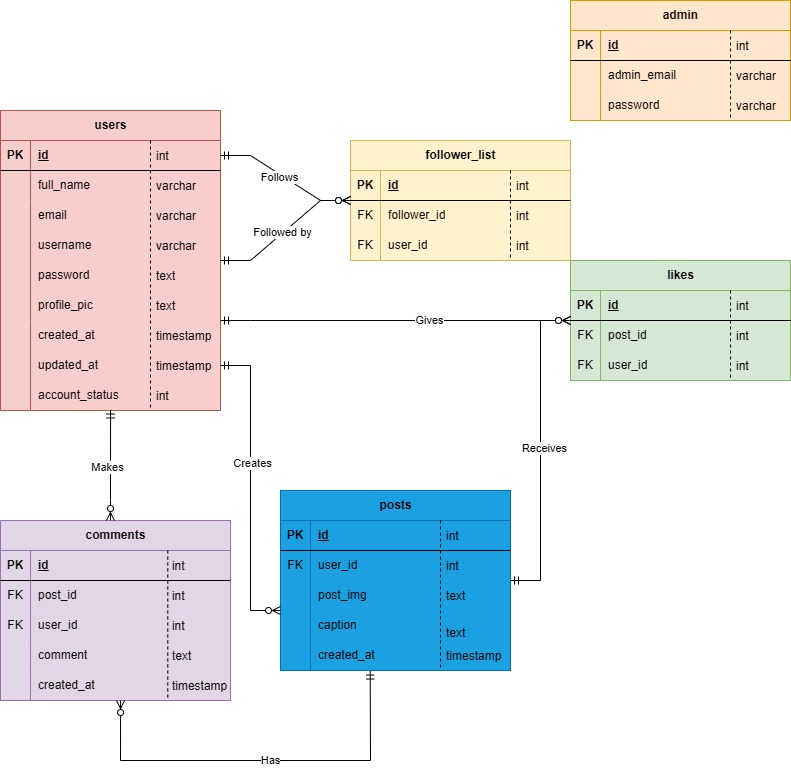 admin
PK id int
admin_email varchar
password varchar
users
PK id int
full_name varchar
email varchar
username varchar
password text
profile_pic text
created_at timestamp
updated_at timestamp
account_status int
Follows
Followed by
follower_list
PK id int
FK follower_id int
FK user_id int
likes
PK id int
FK post_id int
FK user_id int
Gives
Receives
Makes
Creates
comments
PK id int
FK post_id int
FK user_id int
comment text
created_at timestamp
posts
PK id int
FK user_id int
post_img text
caption text
created_at timestamp
Has